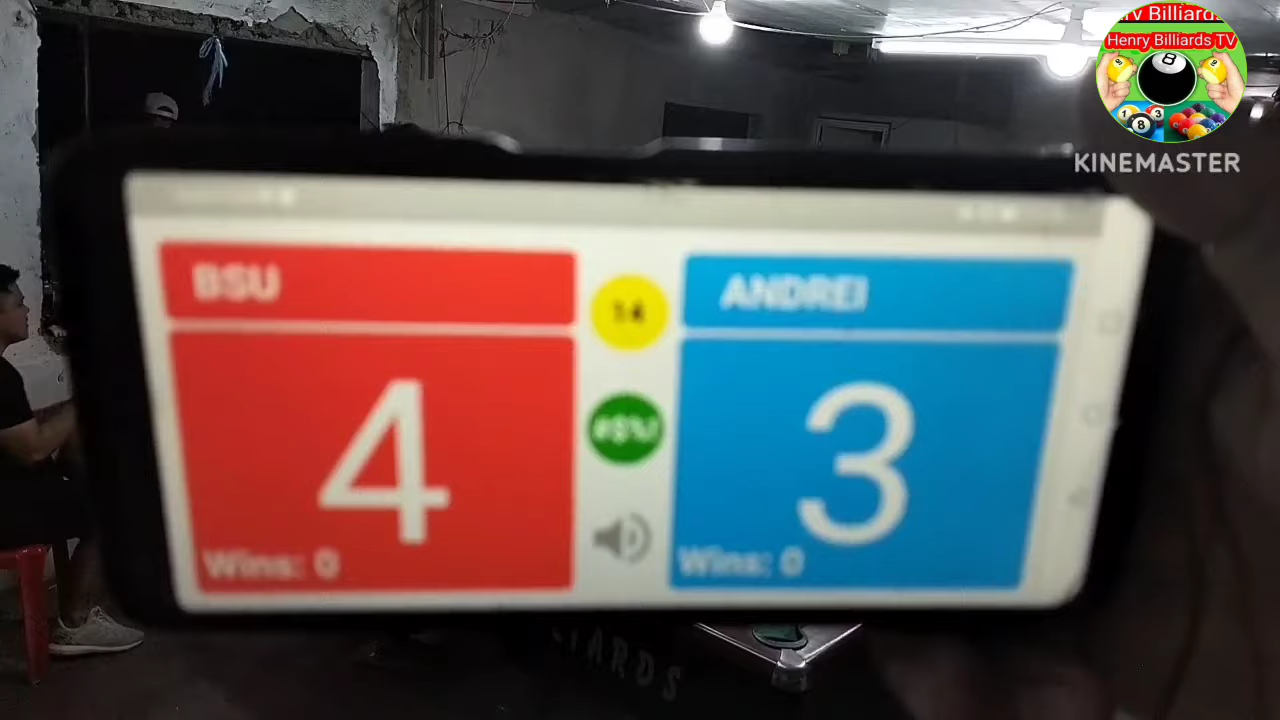 Henry Billiards TV
KINEMASTER
BSU
14
ANDREI
4
3
Wins: 0
Wins: 0